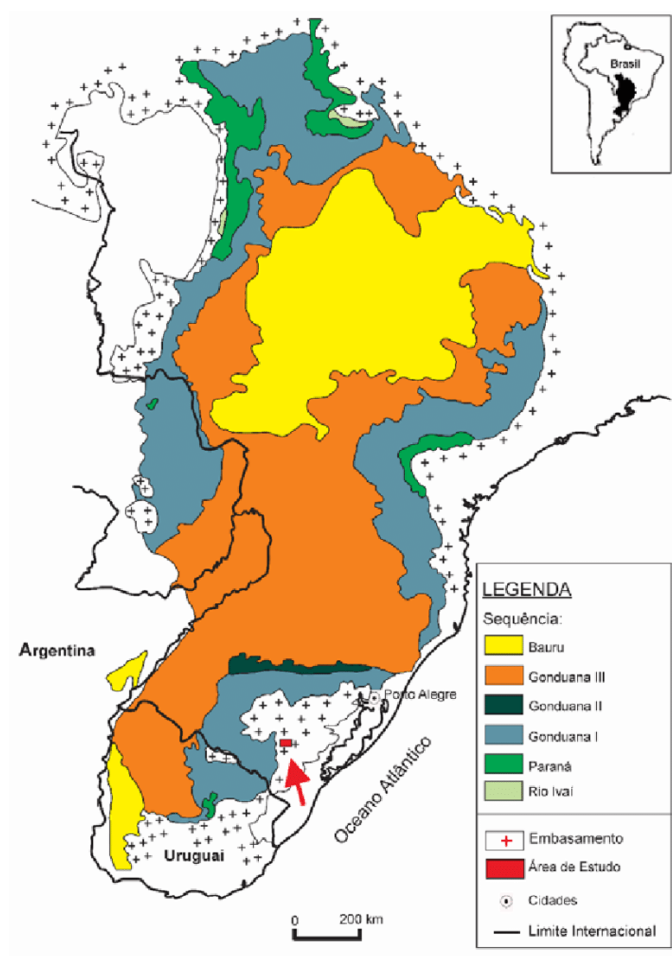 Brasil
Argentina
Porto Alegre
Oceano Atlântico
Uruguai
0 200 km
LEGENDA
Sequência:
Bauru
Gonduana III
Gonduana II
Gonduana I
Paraná
Rio Ivaí
Embasamento
Área de Estudo
Cidades
Limite Internacional